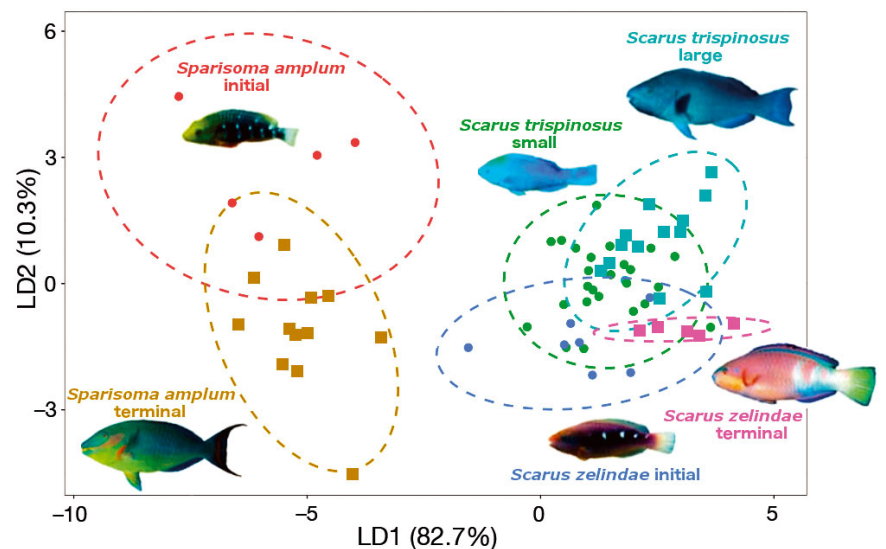 6
3
0
−3
LD2 (10.3%)
Sparisoma amplum
initial
Scarus trispinosus
large
Scarus trispinosus
small
Sparisoma amplum
terminal
Scarus zelindae
terminal
Scarus zelindae initial
−10
−5
0
5
LD1 (82.7%)